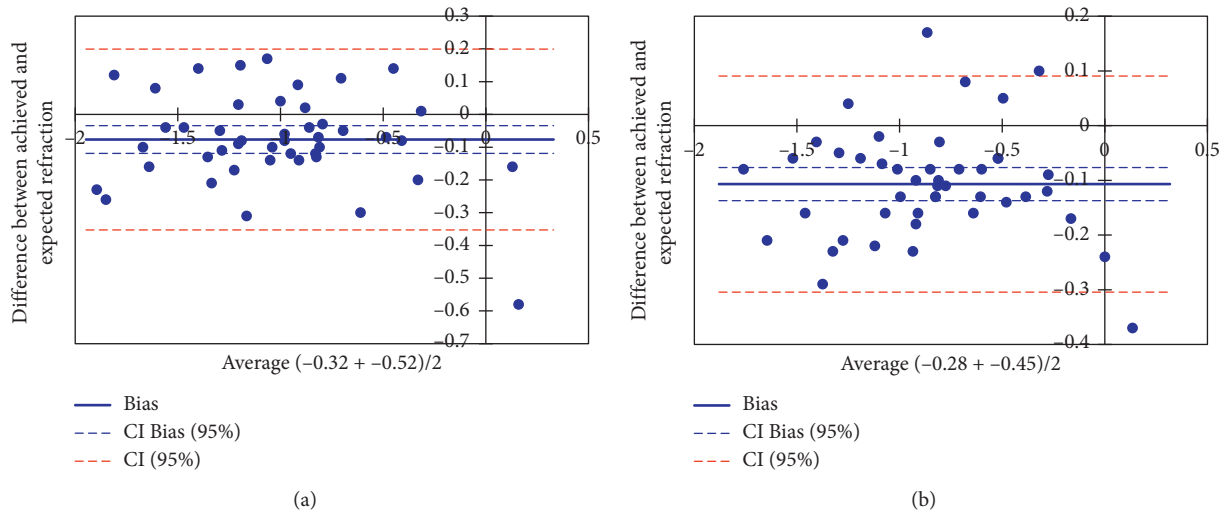 Difference between achieved and
expected refraction
0.3
0.2
0.1
0
–2
–1.5
–1
–0.5
0
0.5
–0.1
–0.2
–0.3
–0.4
–0.5
–0.6
–0.7
Average (–0.32 + –0.52)/2
Bias
CI Bias (95%)
CI (95%)
(a)
Difference between achieved and
expected refraction
0.2
0.1
0
–2
–1.5
–1
–0.5
0
0.5
–0.1
–0.2
–0.3
–0.4
Average (–0.28 + –0.45)/2
Bias
CI Bias (95%)
CI (95%)
(b)